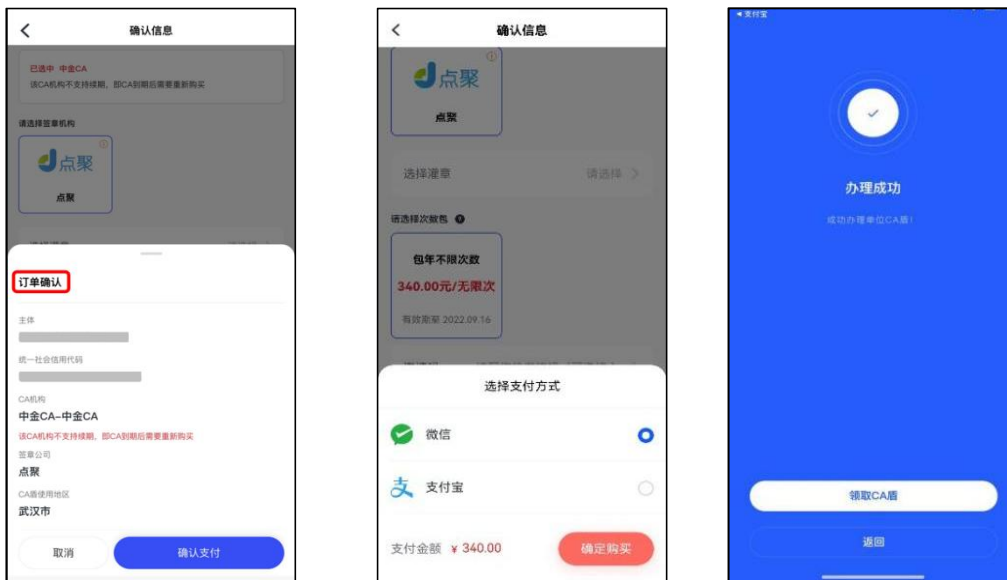 确认信息
已选中 中金CA
该CA机构不支持续期，即CA到期后需要重新购买
请选择签章机构
点聚
点聚
订单确认
主体
统一社会信用代码
CA机构
中金CA-中金CA
该CA机构不支持续期，即CA到期后需要重新购买
签章公司
点聚
CA盾使用地区
武汉市
取消
确认支付
确认信息
点聚
点聚
选择灌章
请选择
请选择次数包
包年不限次数
340.00元/无限次
有效期至 2022.09.16
选择支付方式
微信
支付宝
支付金额 ¥ 340.00
确定购买
支付宝
办理成功
成功办理单位CA盾！
领取CA盾
返回